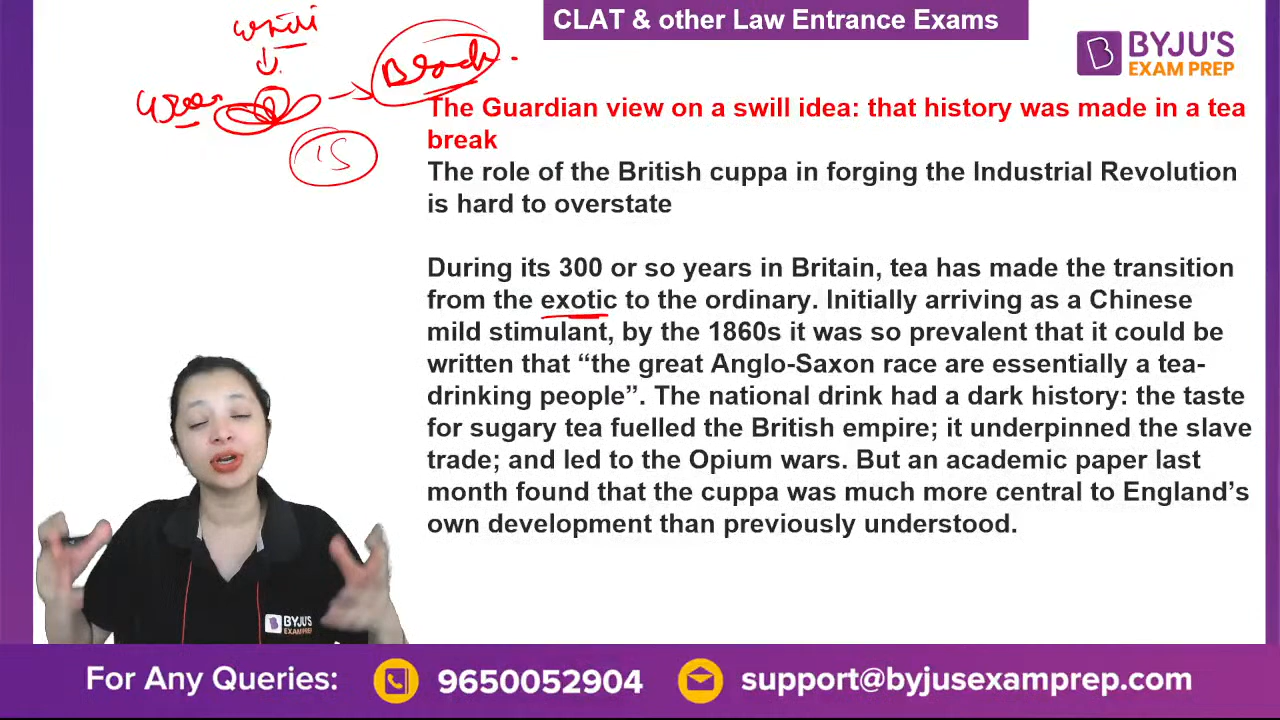 CLAT & other Law Entrance Exams
BYJU'S
EXAM PREP
Black.
15
The Guardian view on a swill idea: that history was made in a tea
break
The role of the British cuppa in forging the Industrial Revolution
is hard to overstate
During its 300 or so years in Britain, tea has made the transition
from the exotic to the ordinary. Initially arriving as a Chinese
mild stimulant, by the 1860s it was so prevalent that it could be
written that “the great Anglo-Saxon race are essentially a tea-
drinking people”. The national drink had a dark history: the taste
for sugary tea fuelled the British empire; it underpinned the slave
trade; and led to the Opium wars. But an academic paper last
month found that the cuppa was much more central to England’s
own development than previously understood.
BYJU'S
EXAM PREP
For Any Queries:
9650052904
support@byjusexamprep.com